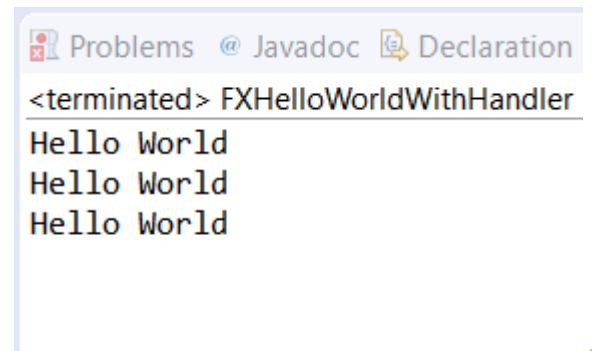 Problems @ Javadoc Declaration
<terminated> FXHelloWorldWithHandler
Hello World
Hello World
Hello World